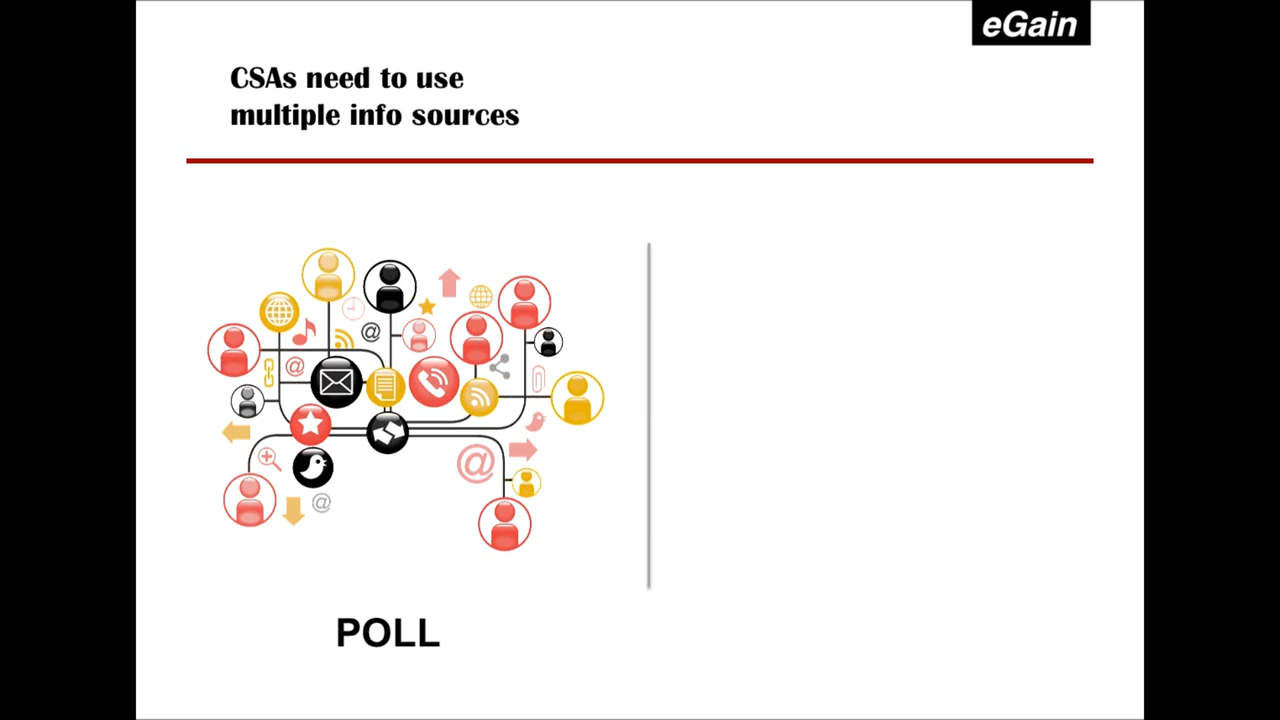 eGain
CSAs need to use
multiple info sources
@
@
@
@
POLL